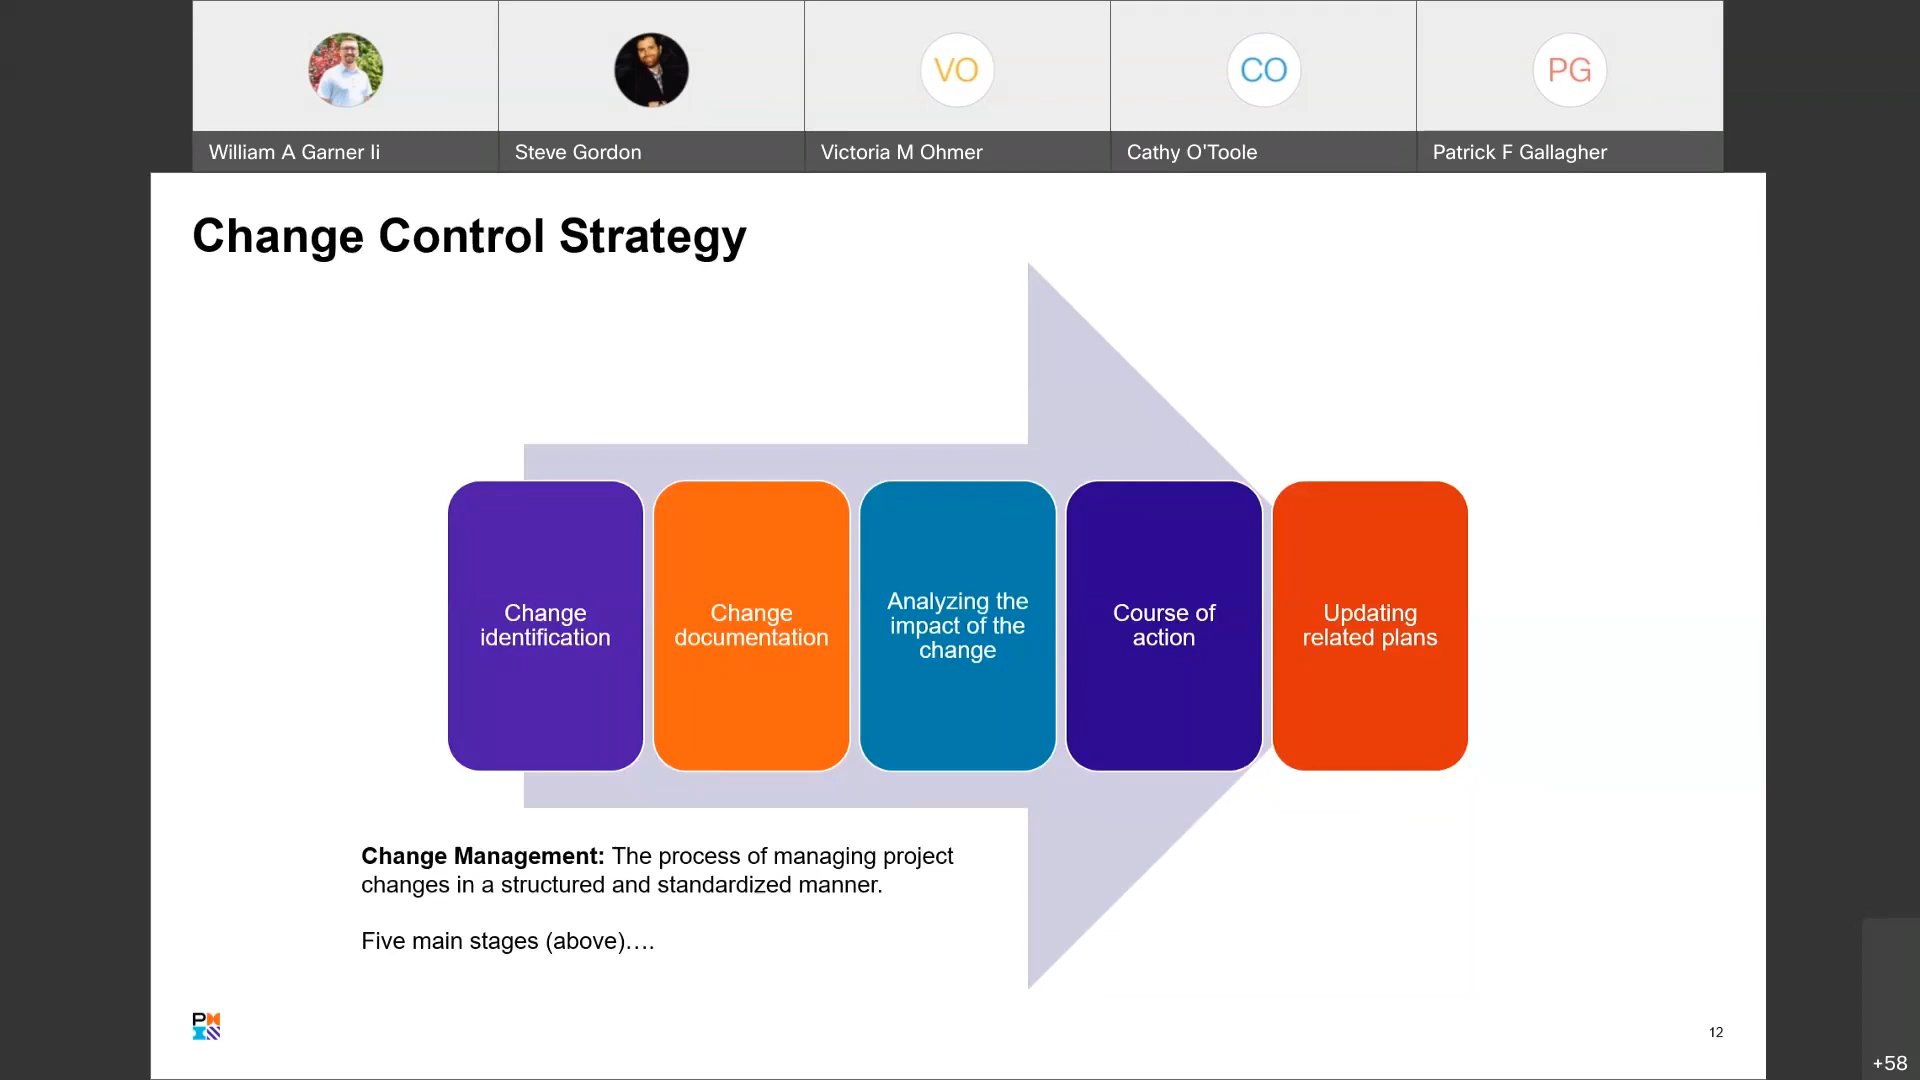 VO
CO
PG
William A Garner Ii
Steve Gordon
Victoria M Ohmer
Cathy O'Toole
Patrick F Gallagher
Change Control Strategy
Change
identification
Change
documentation
Analyzing the
impact of the
change
Course of
action
Updating
related plans
Change Management: The process of managing project
changes in a structured and standardized manner.
Five main stages (above)….
P
12
+58